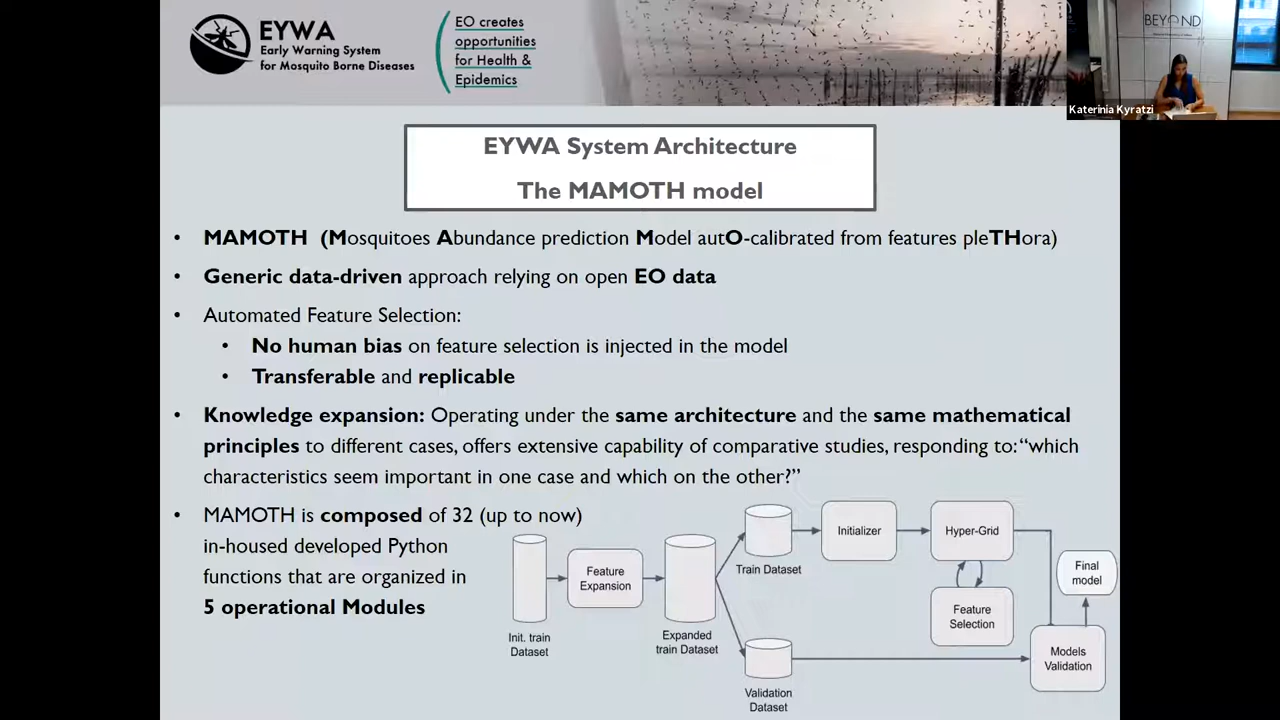 EYWA
Early Warning System
for Mosquito Borne Diseases
EO creates
opportunities
for Health &
Epidemics
BEYOND
Katerinia Kyratzi
EYWA System Architecture
The MAMOTH model
• MAMOTH (Mosquitoes Abundance prediction Model autO-calibrated from features pleTHora)
• Generic data-driven approach relying on open EO data
• Automated Feature Selection:
• No human bias on feature selection is injected in the model
• Transferable and replicable
• Knowledge expansion: Operating under the same architecture and the same mathematical
principles to different cases, offers extensive capability of comparative studies, responding to: “which
characteristics seem important in one case and which on the other?”
• MAMOTH is composed of 32 (up to now)
in-housed developed Python
functions that are organized in
5 operational Modules
Init. train
Dataset
Feature
Expansion
Expanded
train Dataset
Train Dataset
Validation
Dataset
Initializer
Hyper-Grid
Feature
Selection
Final
model
Models
Validation